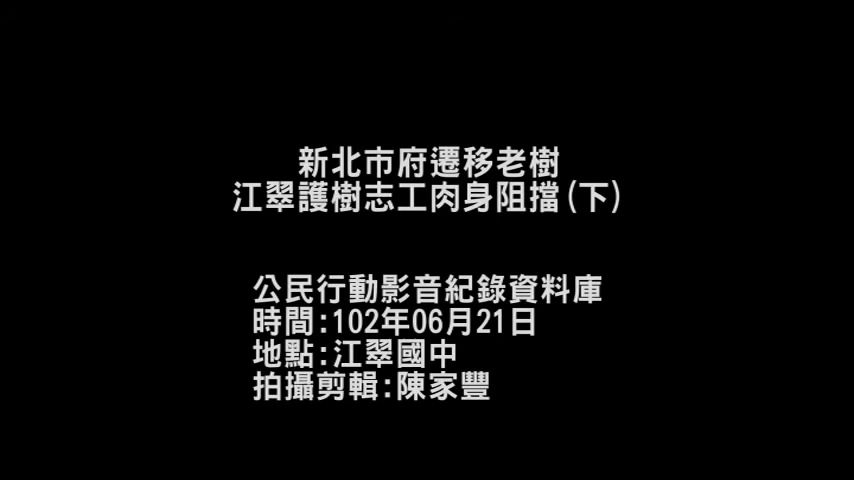 新北市府遷移老樹
江翠護樹志工肉身阻擋(下)
公民行動影音紀錄資料庫
時間:102年06月21日
地點:江翠國中
拍攝剪輯:陳家豐